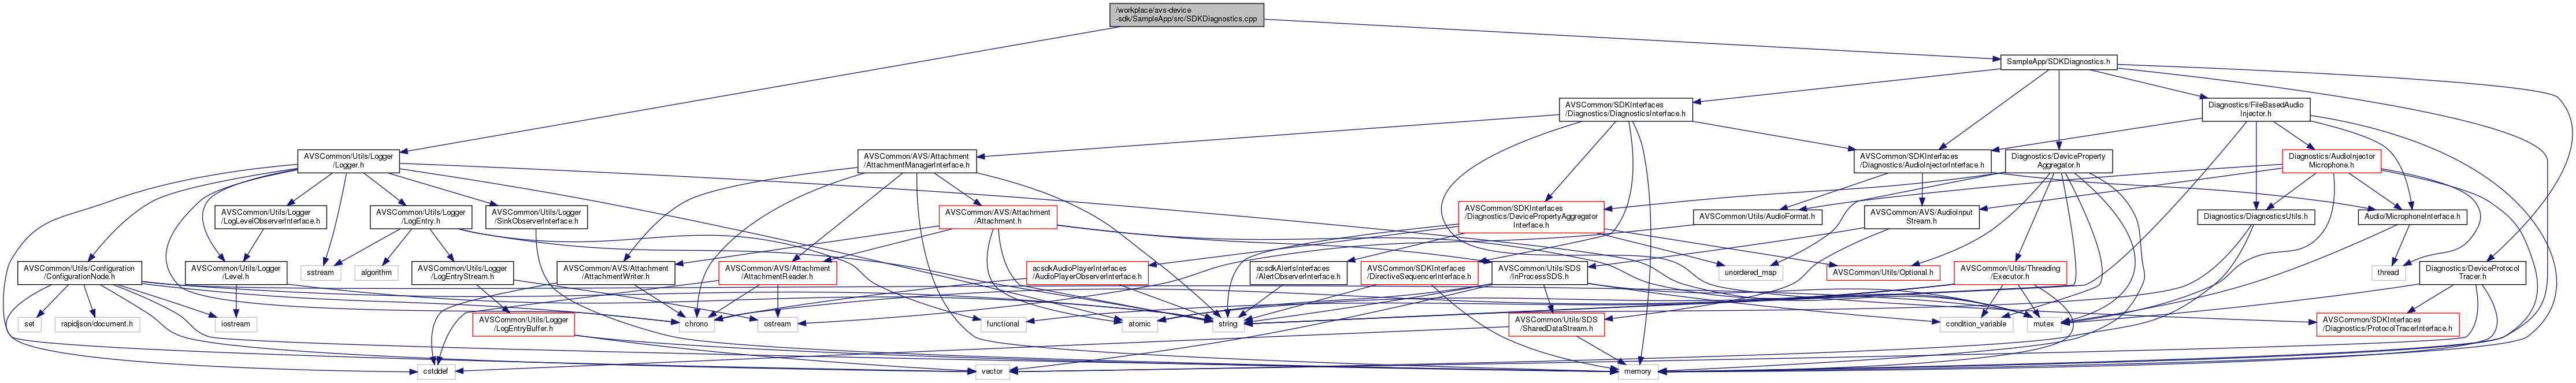 /workplace/avs-device
-sdk/SampleApp/src/SDKDiagnostics.cpp
SampleApp/SDKDiagnostics.h
AVSCommon/SDKInterfaces
/Diagnostics/DiagnosticsInterface.h
Diagnostics/FileBasedAudio
Injector.h
AVSCommon/Utils/Logger
/Logger.h
AVSCommon/AVS/Attachment
/AttachmentManagerInterface.h
AVSCommon/SDKInterfaces
/Diagnostics/AudioInjectorInterface.h
Diagnostics/DeviceProperty
Aggregator.h
Diagnostics/AudioInjector
Microphone.h
AVSCommon/Utils/Logger
/LogLevelObserverInterface.h
AVSCommon/Utils/Logger
/LogEntry.h
AVSCommon/Utils/Logger
/SinkObserverInterface.h
AVSCommon/AVS/Attachment
/Attachment.h
AVSCommon/SDKInterfaces
/Diagnostics/DevicePropertyAggregator
Interface.h
AVSCommon/Utils/AudioFormat.h
AVSCommon/AVS/AudioInput
Stream.h
Diagnostics/DiagnosticsUtils.h
Audio/MicrophoneInterface.h
AVSCommon/Utils/Configuration
/ConfigurationNode.h
AVSCommon/Utils/Logger
/Level.h
sstream
algorithm
AVSCommon/Utils/Logger
/LogEntryStream.h
AVSCommon/AVS/Attachment
/AttachmentWriter.h
AVSCommon/AVS/Attachment
/AttachmentReader.h
acsdkAudioPlayerInterfaces
/AudioPlayerObserverInterface.h
acsdkAlertsInterfaces
/AlertObserverInterface.h
AVSCommon/SDKInterfaces
/DirectiveSequencerInterface.h
AVSCommon/Utils/SDS
/InProcessSDS.h
unordered_map
AVSCommon/Utils/Optional.h
AVSCommon/Utils/Threading
/Executor.h
thread
Diagnostics/DeviceProtocol
Tracer.h
set
rapidjson/document.h
iostream
AVSCommon/Utils/Logger
/LogEntryBuffer.h
chrono
ostream
functional
atomic
string
AVSCommon/Utils/SDS
/SharedDataStream.h
condition_variable
mutex
AVSCommon/SDKInterfaces
/Diagnostics/ProtocolTracerInterface.h
cstddef
vector
memory